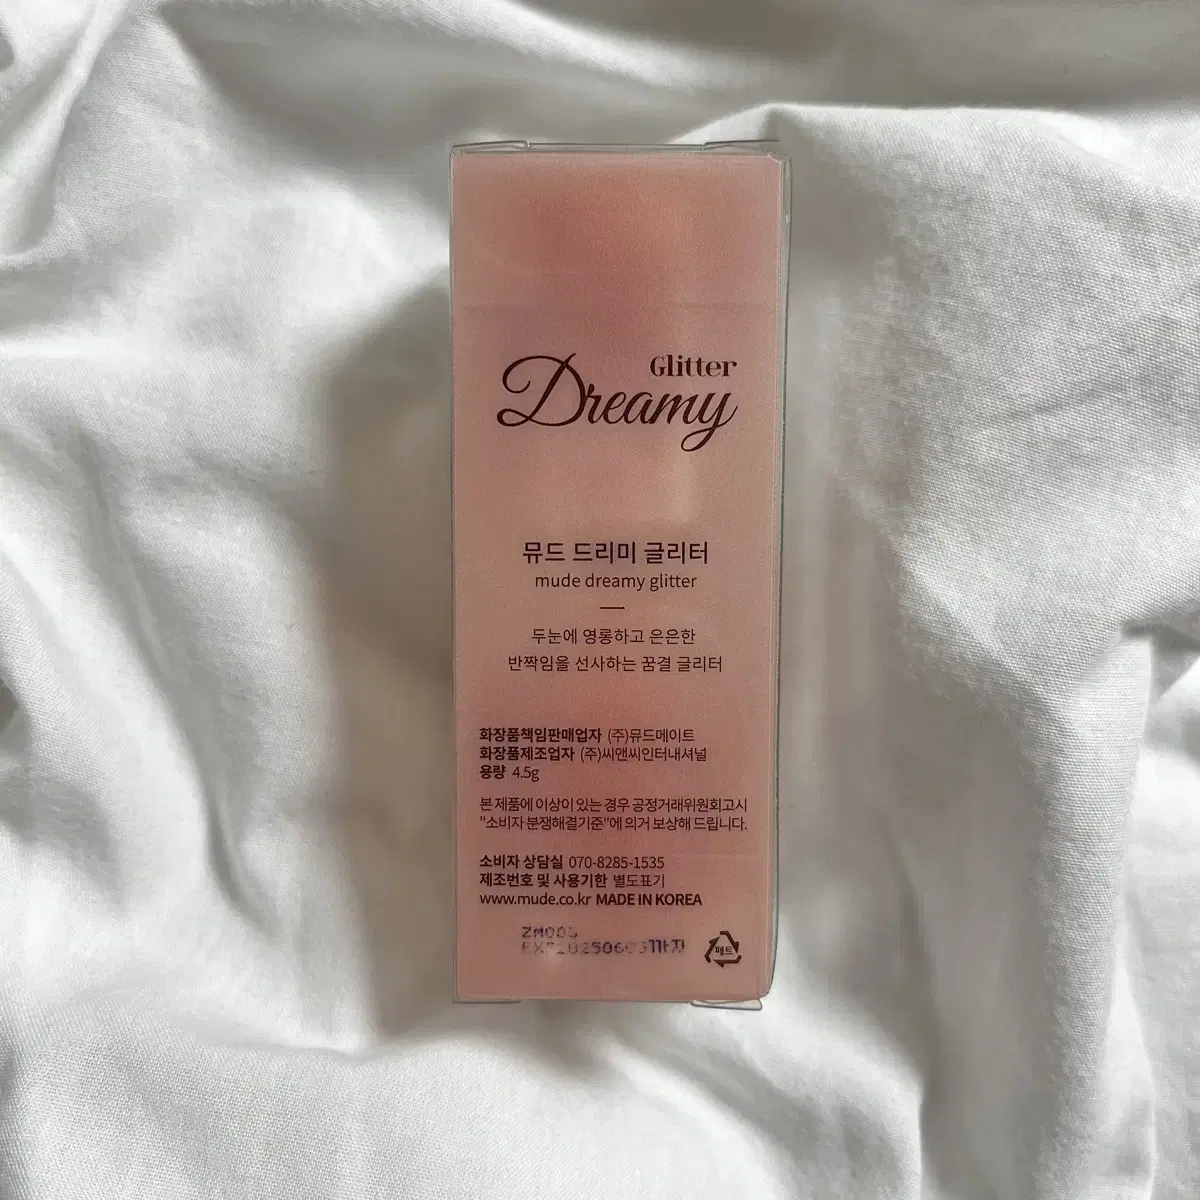 Glitter
Dreamy
뮤드 드리미 글리터
mude dreamy glitter
두눈에 영롱하고 은은한
반짝임을 선사하는 꿈결 글리터
화장품책임판매업자 (주)뮤드메이트
화장품제조업자 (주)씨앤씨인터내셔널
용량 4.5g
본 제품에 이상이 있는 경우 공정거래위원회고시
"소비자 분쟁해결기준"에 의거 보상해 드립니다.
소비자 상담실 070-8285-1535
제조번호 및 사용기한 별도표기
www.mude.co.kr MADE IN KOREA
페트